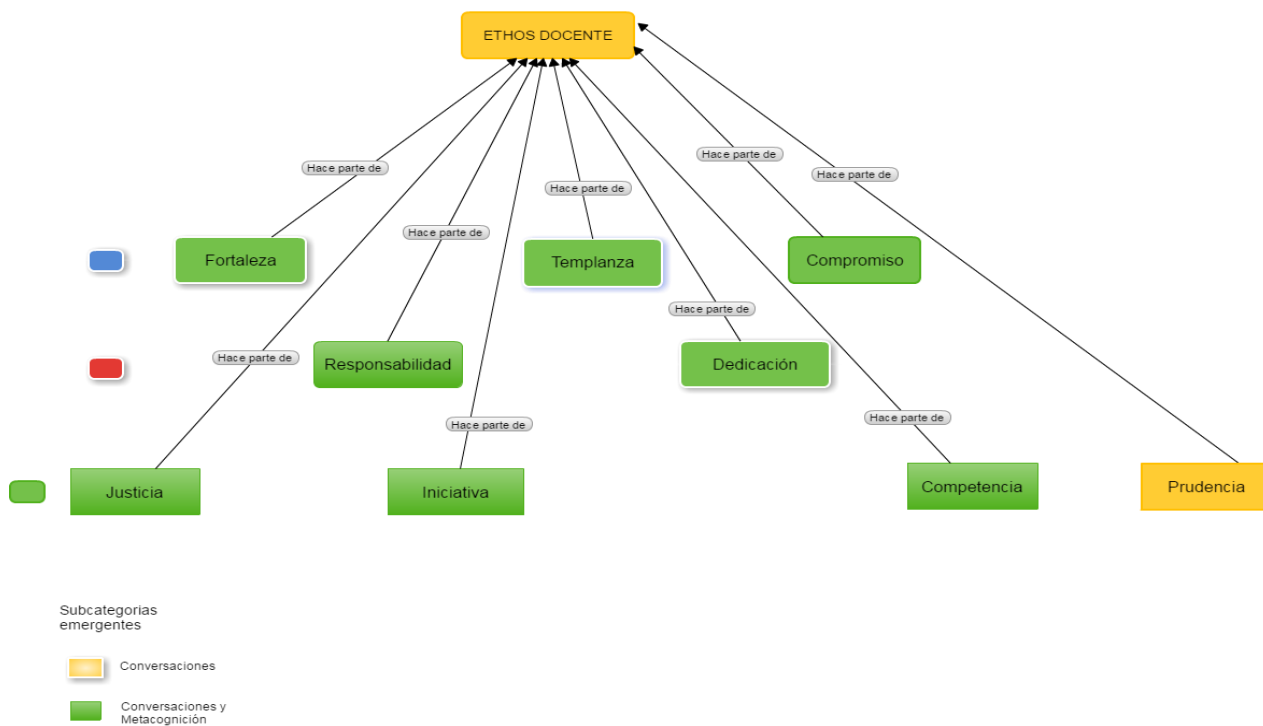 ETHOS DOCENTE
Hace parte de
Hace parte de
Hace parte de
Hace parte de
Hace parte de
Fortaleza
Templanza
Compromiso
Hace parte de
Hace parte de
Responsabilidad
Dedicación
Hace parte de
Hace parte de
Justicia
Iniciativa
Competencia
Prudencia
Subcategorias
emergentes
Conversaciones
Conversaciones y
Metacognición